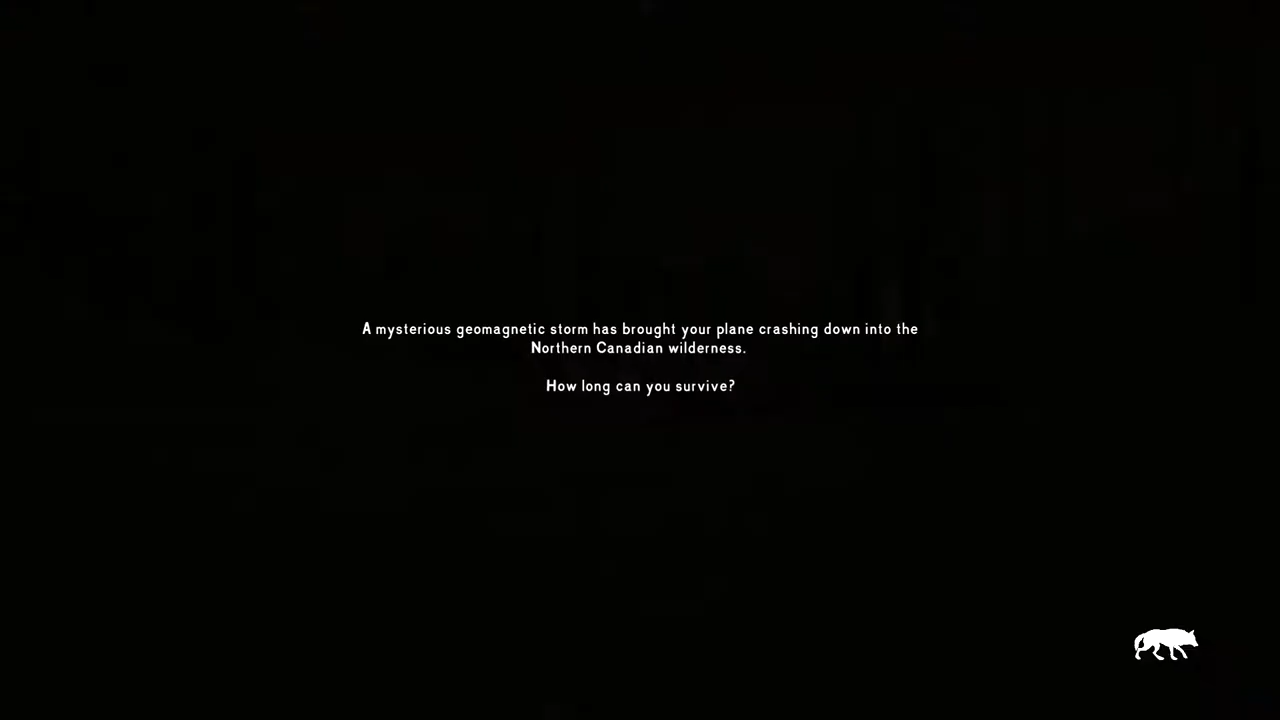 A mysterious geomagnetic storm has brought your plane crashing down into the
Northern Canadian wilderness.
How long can you survive?